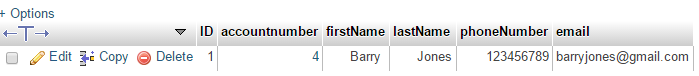 + Options
←T→ ▼ ID accountnumber firstName lastName phoneNumber email
Edit Copy Delete 1 4 Barry Jones 123456789 barryjones@gmail.com